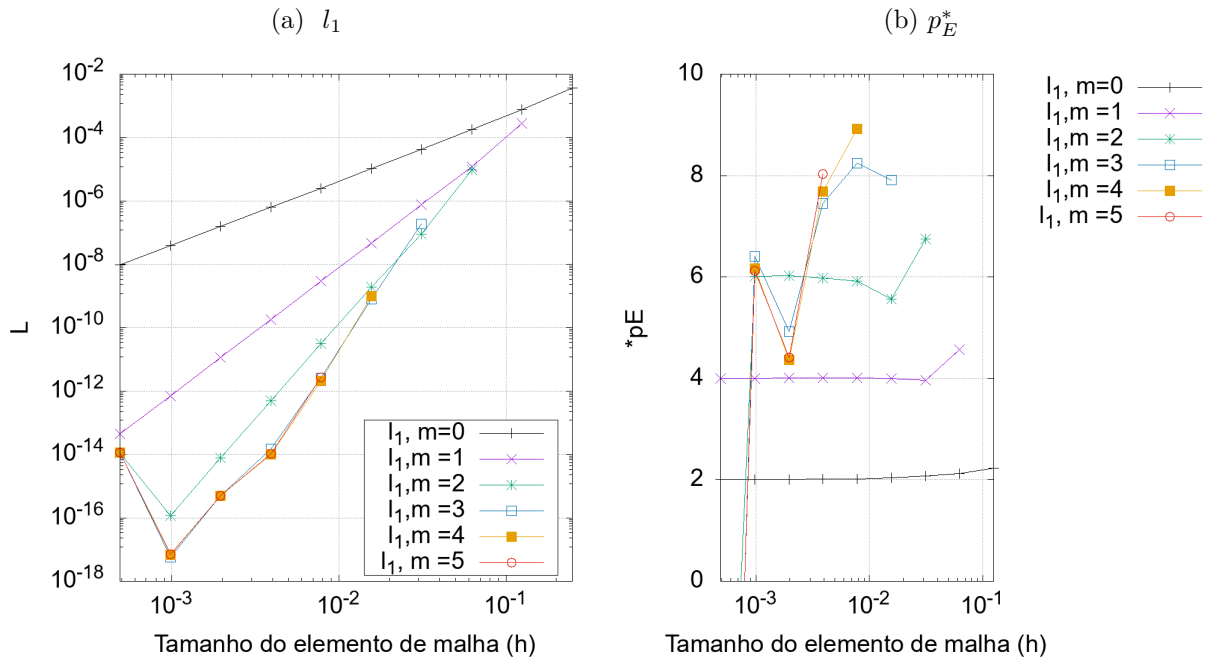 (a) l₁
10⁻²
10⁻⁴
10⁻⁶
10⁻⁸
10⁻¹⁰
10⁻¹²
10⁻¹⁴
10⁻¹⁶
10⁻¹⁸
L
10⁻³ 10⁻² 10⁻¹
Tamanho do elemento de malha (h)
l₁, m=0
l₁,m =1
l₁,m =2
l₁,m =3
l₁,m =4
l₁,m =5
(b) p*_E
10
8
6
4
2
0
*pE
10⁻³ 10⁻² 10⁻¹
Tamanho do elemento de malha (h)
l₁, m=0
l₁,m =1
l₁,m =2
l₁,m =3
l₁,m =4
l₁, m =5